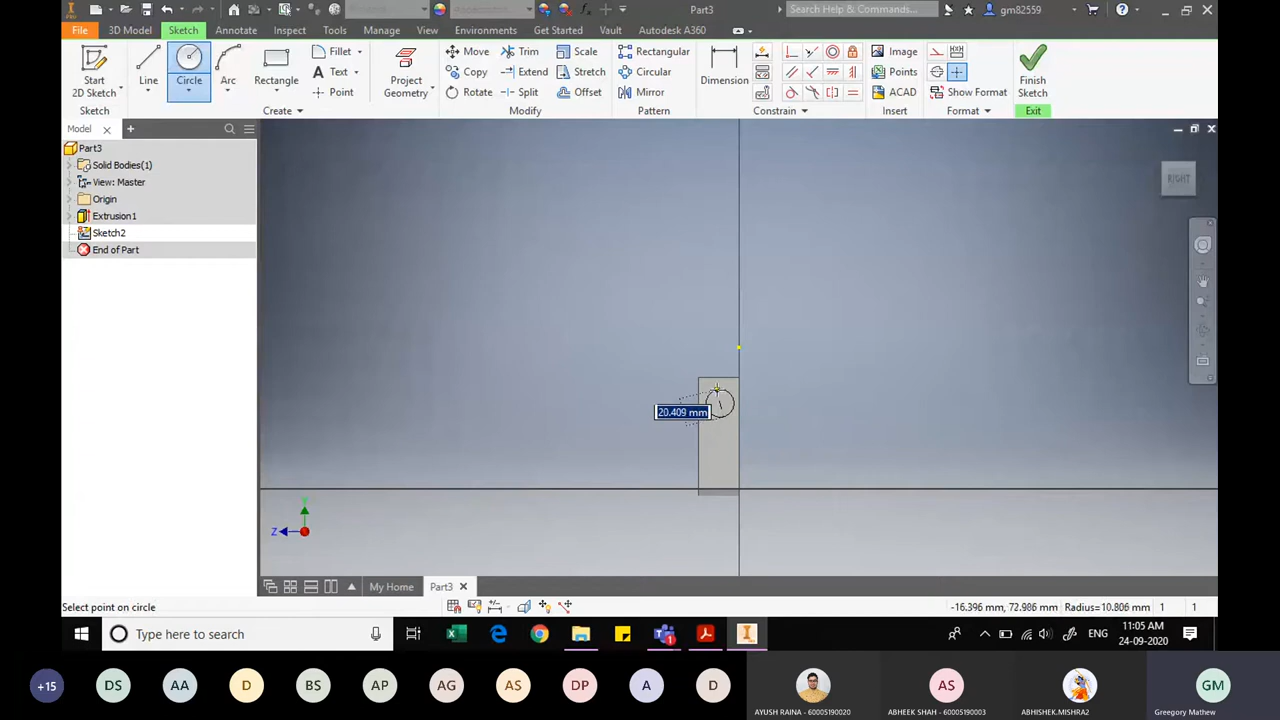 Part3
Search Help & Commands...
gm82559
File
3D Model
Sketch
Annotate
Inspect
Tools
Manage
View
Environments
Get Started
Vault
Autodesk A360
Start
2D Sketch
Line
Circle
Arc
Rectangle
Fillet
Text
Point
Project
Geometry
Move
Copy
Rotate
Trim
Extend
Split
Scale
Stretch
Offset
Rectangular
Circular
Mirror
Dimension
Image
Points
ACAD
Show Format
Finish
Sketch
Sketch
Create
Modify
Pattern
Constrain
Insert
Format
Exit
Model
Part3
Solid Bodies(1)
View: Master
Origin
Extrusion1
Sketch2
End of Part
RIGHT
20.409 mm
Y
Z
My Home
Part3
Select point on circle
-16.396 mm, 72.986 mm
Radius=10.806 mm
1
1
Type here to search
ENG
11:05 AM
24-09-2020
+15
DS
AA
D
BS
AP
AG
AS
DP
A
D
AYUSH RAINA - 60005190020
AS
ABHEEK SHAH - 60005190003
ABHISHEK.MISHRA2
GM
Greegory Mathew